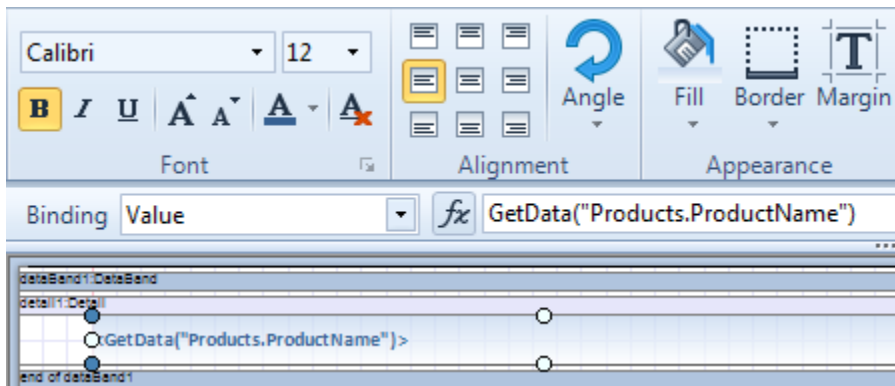 Calibri 12
B I U A A A A
Angle Fill Border Margin
Font Alignment Appearance
Binding Value fx GetData("Products.ProductName")
dataBand1:DataBand
detail1:Detail
<GetData("Products.ProductName")>
end of dataBand1